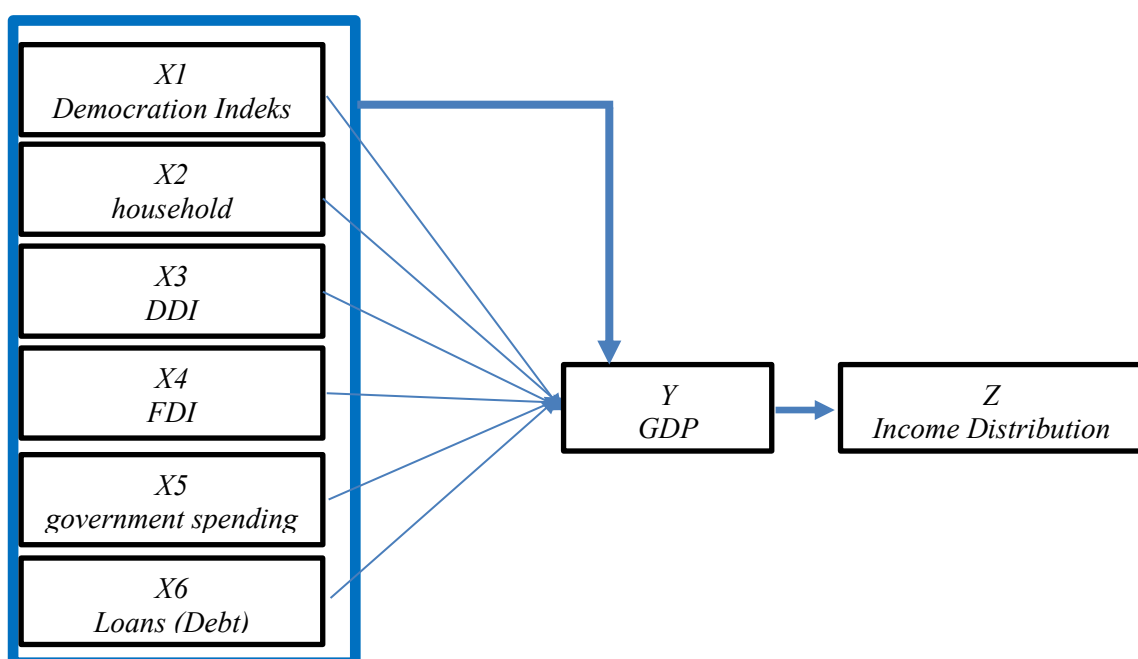 X1
Democration Indeks
X2
household
X3
DDI
X4
FDI
X5
government spending
X6
Loans (Debt)
Y
GDP
Z
Income Distribution